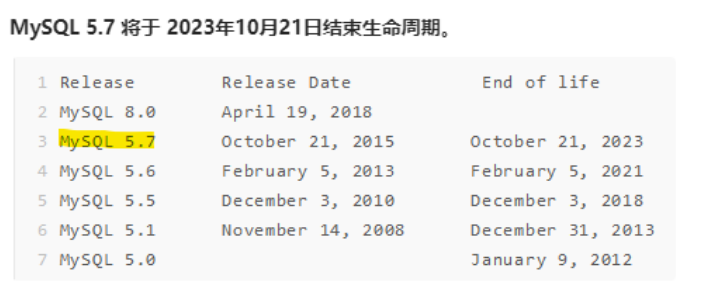 MySQL 5.7 将于 2023年10月21日结束生命周期。
1 Release Release Date End of life
2 MySQL 8.0 April 19, 2018
3 MySQL 5.7 October 21, 2015 October 21, 2023
4 MySQL 5.6 February 5, 2013 February 5, 2021
5 MySQL 5.5 December 3, 2010 December 3, 2018
6 MySQL 5.1 November 14, 2008 December 31, 2013
7 MySQL 5.0 January 9, 2012